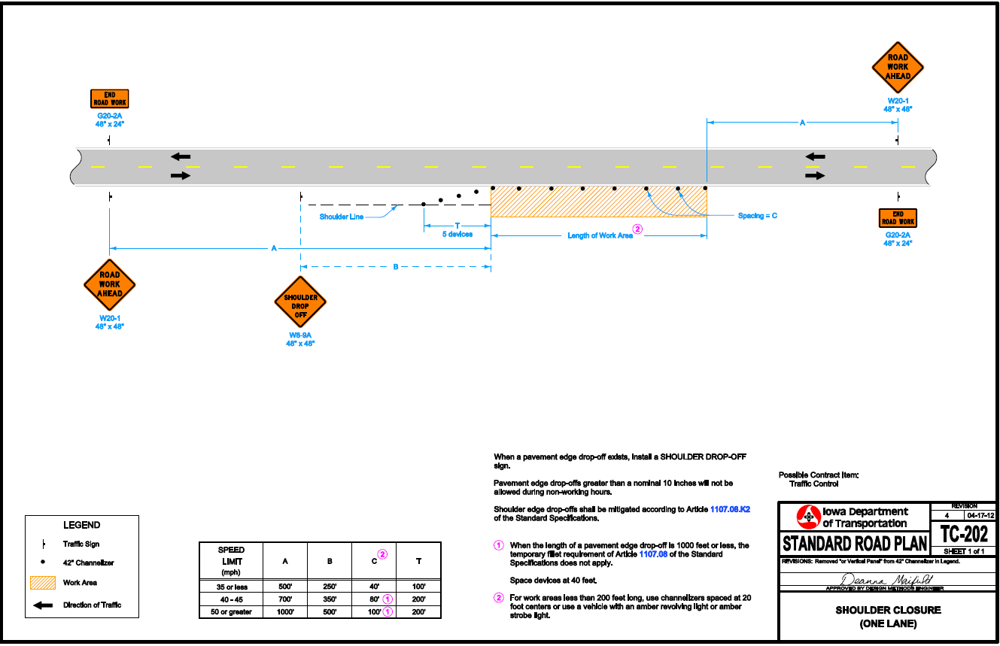 ROAD
WORK
AHEAD
W20-1
48" x 48"
END
ROAD WORK
G20-2A
48" x 24"
A
Shoulder Line
T
5 devices
Length of Work Area 2
Spacing = C
A
B
END
ROAD WORK
G20-2A
48" x 24"
ROAD
WORK
AHEAD
W20-1
48" x 48"
SHOULDER
DROP
OFF
W8-9A
48" x 48"
When a pavement edge drop-off exists, install a SHOULDER DROP-OFF
sign.
Pavement edge drop-offs greater than a nominal 10 inches will not be
allowed during non-working hours.
Shoulder edge drop-offs shall be mitigated according to Article 1107.08.K2
of the Standard Specifications.
1 When the length of a pavement edge drop-off is 1000 feet or less, the
temporary fillet requirement of Article 1107.08 of the Standard
Specifications does not apply.
Space devices at 40 feet.
2 For work areas less than 200 feet long, use channelizers spaced at 20
foot centers or use a vehicle with an amber revolving light or amber
strobe light.
LEGEND
Traffic Sign
42" Channelizer
Work Area
Direction of Traffic
SPEED LIMIT (mph) A B C 2 T
35 or less 500' 250' 40' 100'
40 - 45 700' 350' 80' 1 200'
50 or greater 1000' 500' 100' 1 200'
Possible Contract Item:
Traffic Control
Iowa Department
of Transportation
REVISION
4 04-17-12
STANDARD ROAD PLAN
TC-202
SHEET 1 of 1
REVISIONS: Removed "or Vertical Panel" from 42" Channelizer in Legend.
Deanna Maifield
APPROVED BY DESIGN METHODS ENGINEER
SHOULDER CLOSURE
(ONE LANE)